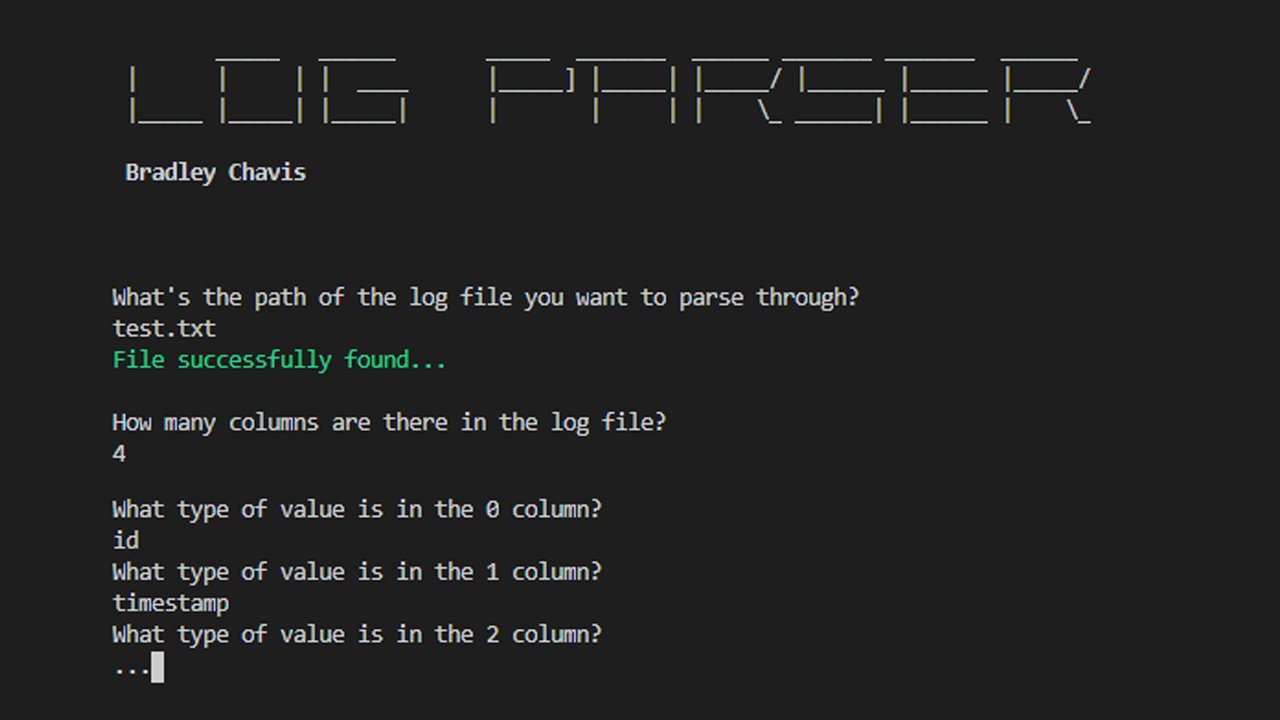 LOG PARSER
Bradley Chavis
What's the path of the log file you want to parse through?
test.txt
File successfully found...
How many columns are there in the log file?
4
What type of value is in the 0 column?
id
What type of value is in the 1 column?
timestamp
What type of value is in the 2 column?
...